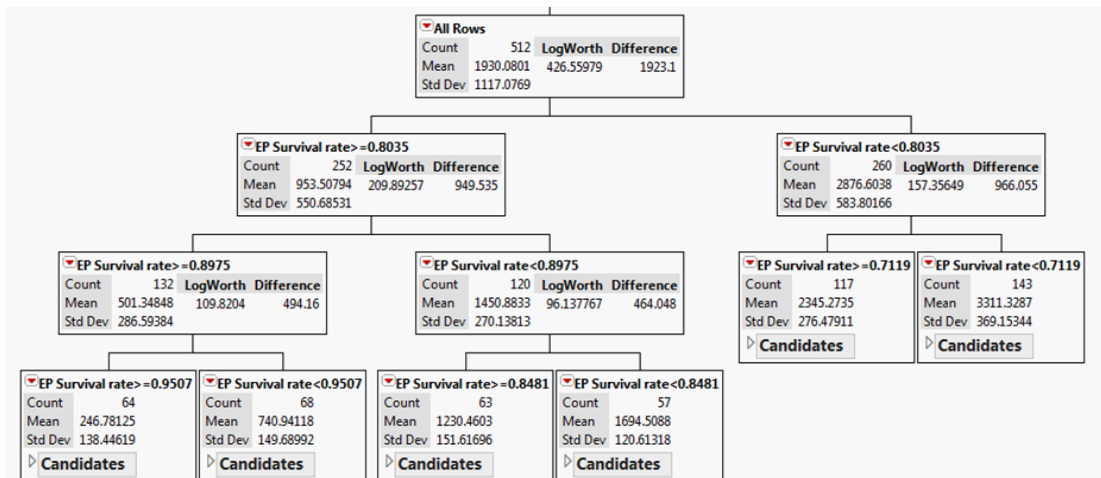 All Rows
Count 512 LogWorth Difference
Mean 1930.0801 426.55979 1923.1
Std Dev 1117.0769
EP Survival rate>=0.8035
Count 252 LogWorth Difference
Mean 953.50794 209.89257 949.535
Std Dev 550.68531
EP Survival rate<0.8035
Count 260 LogWorth Difference
Mean 2876.6038 157.35649 966.055
Std Dev 583.80166
EP Survival rate>=0.8975
Count 132 LogWorth Difference
Mean 501.34848 109.8204 494.16
Std Dev 286.59384
EP Survival rate<0.8975
Count 120 LogWorth Difference
Mean 1450.8833 96.137767 464.048
Std Dev 270.13813
EP Survival rate>=0.7119
Count 117
Mean 2345.2735
Std Dev 276.47911
Candidates
EP Survival rate<0.7119
Count 143
Mean 3311.3287
Std Dev 369.15344
Candidates
EP Survival rate>=0.9507
Count 64
Mean 246.78125
Std Dev 138.44619
Candidates
EP Survival rate<0.9507
Count 68
Mean 740.94118
Std Dev 149.68992
Candidates
EP Survival rate>=0.8481
Count 63
Mean 1230.4603
Std Dev 151.61696
Candidates
EP Survival rate<0.8481
Count 57
Mean 1694.5088
Std Dev 120.61318
Candidates